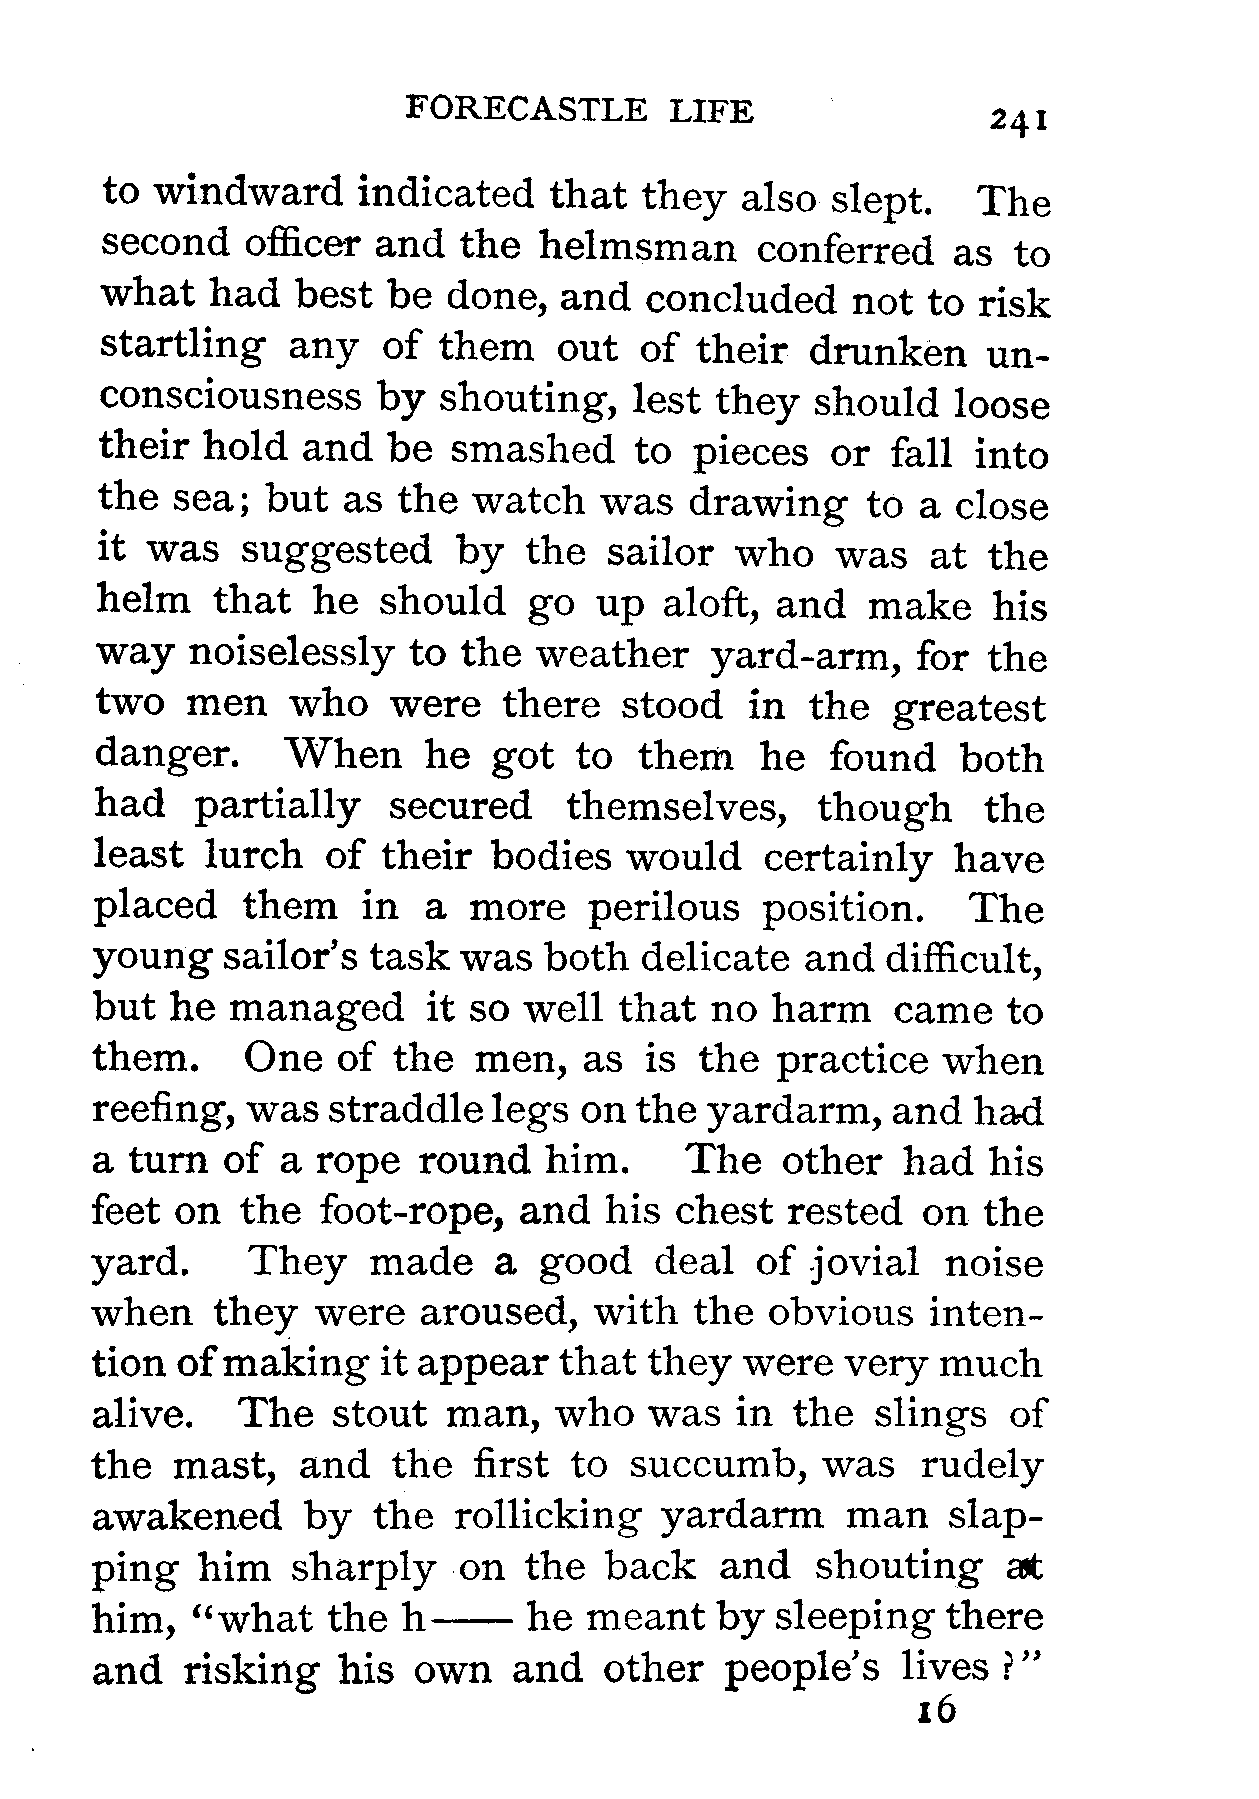 FORECASTLE LIFE 241
to windward indicated that they also slept. The
second officer and the helmsman conferred as to
what had best be done, and concluded not to risk
startling any of them out of their drunken un-
consciousness by shouting, lest they should loose
their hold and be smashed to pieces or fall into
the sea; but as the watch was drawing to a close
it was suggested by the sailor who was at the
helm that he should go up aloft, and make his
way noiselessly to the weather yard-arm, for the
two men who were there stood in the greatest
danger. When he got to them he found both
had partially secured themselves, though the
least lurch of their bodies would certainly have
placed them in a more perilous position. The
young sailor's task was both delicate and difficult,
but he managed it so well that no harm came to
them. One of the men, as is the practice when
reefing, was straddle legs on the yardarm, and had
a turn of a rope round him. The other had his
feet on the foot-rope, and his chest rested on the
yard. They made a good deal of jovial noise
when they were aroused, with the obvious inten-
tion of making it appear that they were very much
alive. The stout man, who was in the slings of
the mast, and the first to succumb, was rudely
awakened by the rollicking yardarm man slap-
ping him sharply on the back and shouting at
him, "what the h—— he meant by sleeping there
and risking his own and other people's lives?"
16